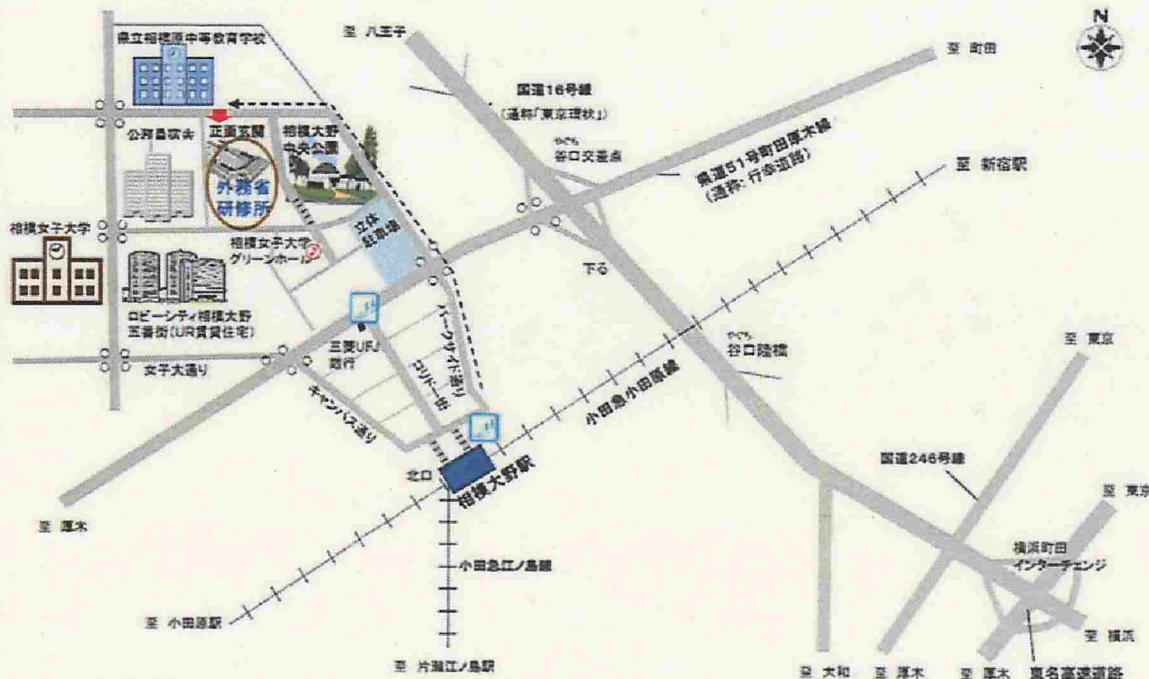 N
県立相模原中等教育学校
至 八王子
至 町田
国道16号線
(通称「東京環状」)
やぐち
谷口交差点
県道51号町田厚木線
(通称: 行幸道路)
至 新宿駅
公務員宿舎
正面玄関
相模大野
中央公園
外務省
研修所
相模女子大学
相模女子大学
グリーンホール
立体
駐車場
下る
ロビーシティ相模大野
五番街(UR賃貸住宅)
三菱UFJ
銀行
女子大通り
コリドー街
パークサイド通り
キャンパス通り
やぐち
谷口陸橋
小田急小田原線
至 東京
国道246号線
北口
相模大野駅
至 東京
至 厚木
横浜町田
インターチェンジ
小田急江ノ島線
至 小田原駅
至 横浜
至 片瀬江ノ島駅
至 大和
至 厚木
至 厚木
東名高速道路